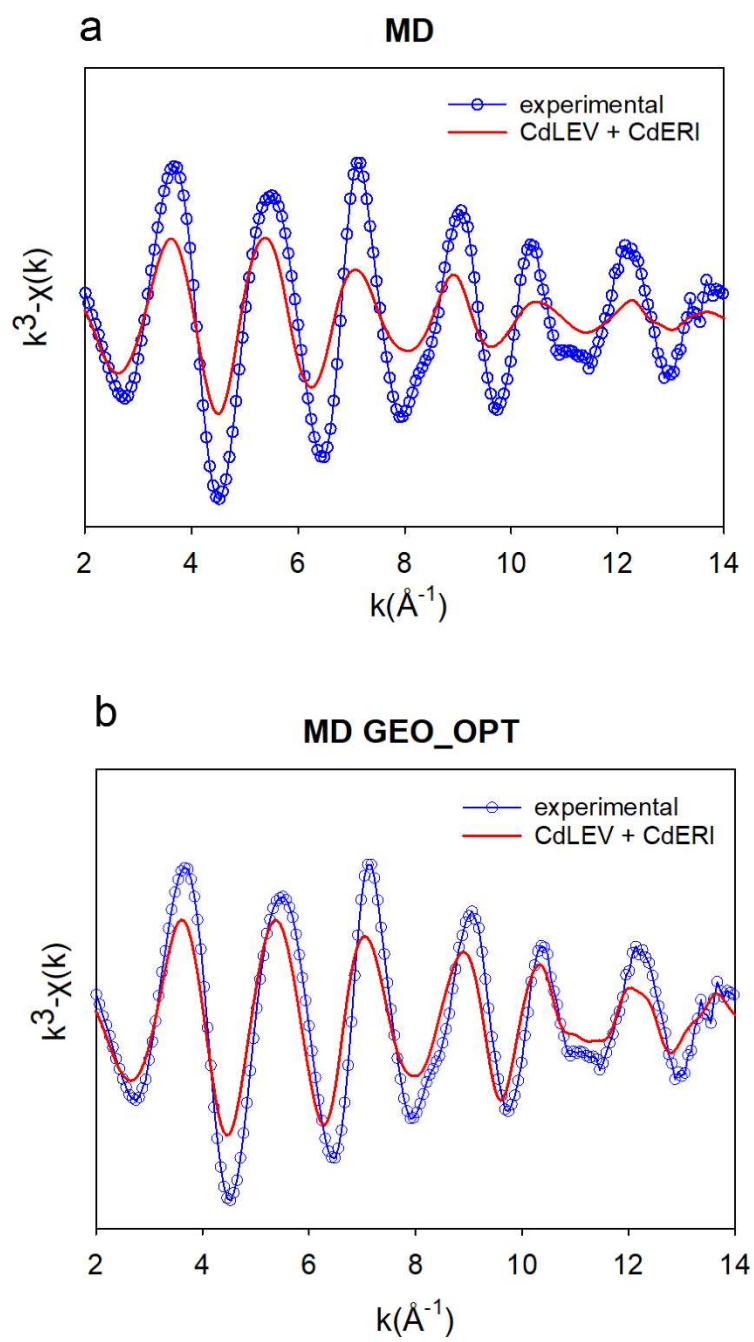 a
MD
experimental
CdLEV + CdERI
k³-χ(k)
2 4 6 8 10 12 14
k(Å⁻¹)
b
MD GEO_OPT
experimental
CdLEV + CdERI
k³-χ(k)
2 4 6 8 10 12 14
k(Å⁻¹)